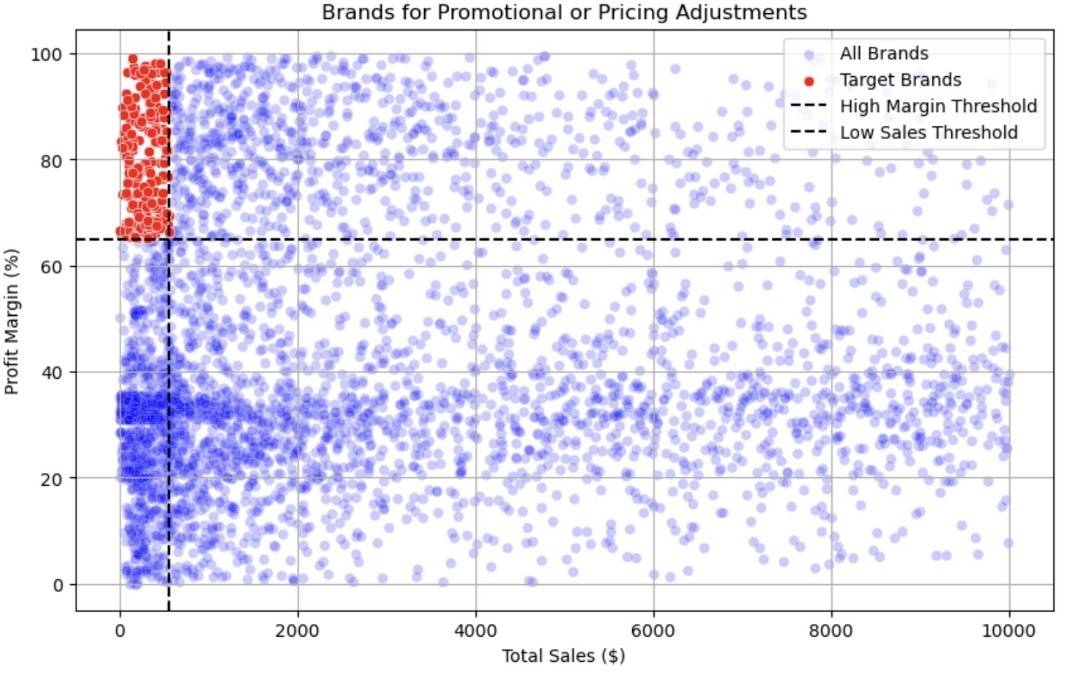 Brands for Promotional or Pricing Adjustments
All Brands
Target Brands
High Margin Threshold
Low Sales Threshold
Profit Margin (%)
100
80
60
40
20
0
0 2000 4000 6000 8000 10000
Total Sales ($)